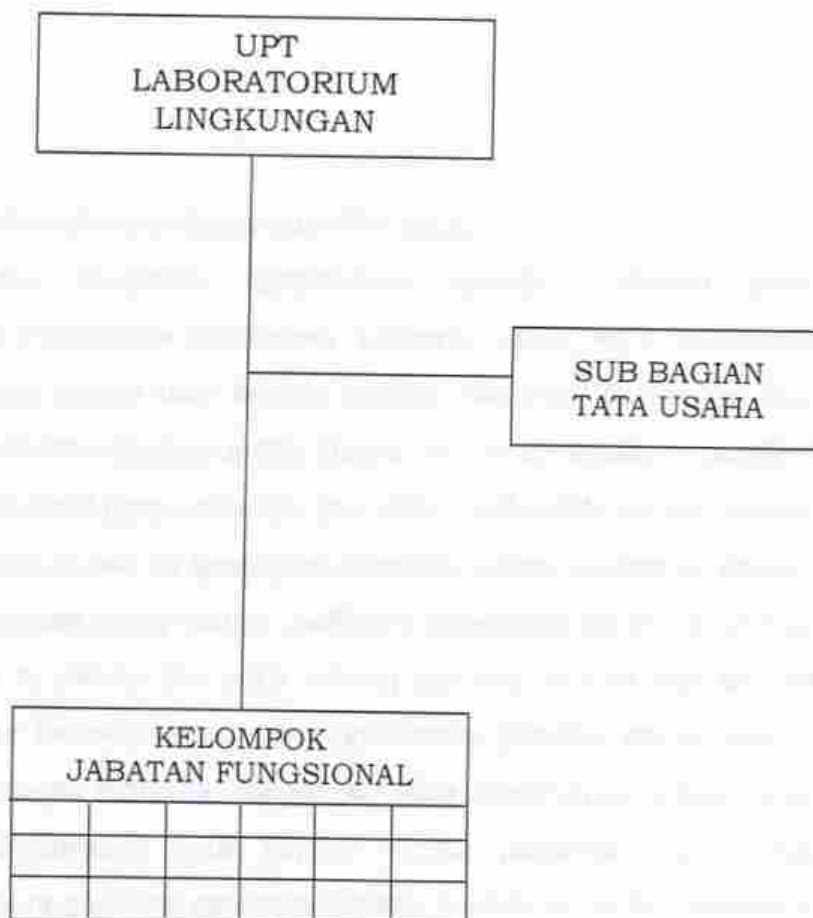 UPT
LABORATORIUM
LINGKUNGAN
SUB BAGIAN
TATA USAHA
KELOMPOK
JABATAN FUNGSIONAL